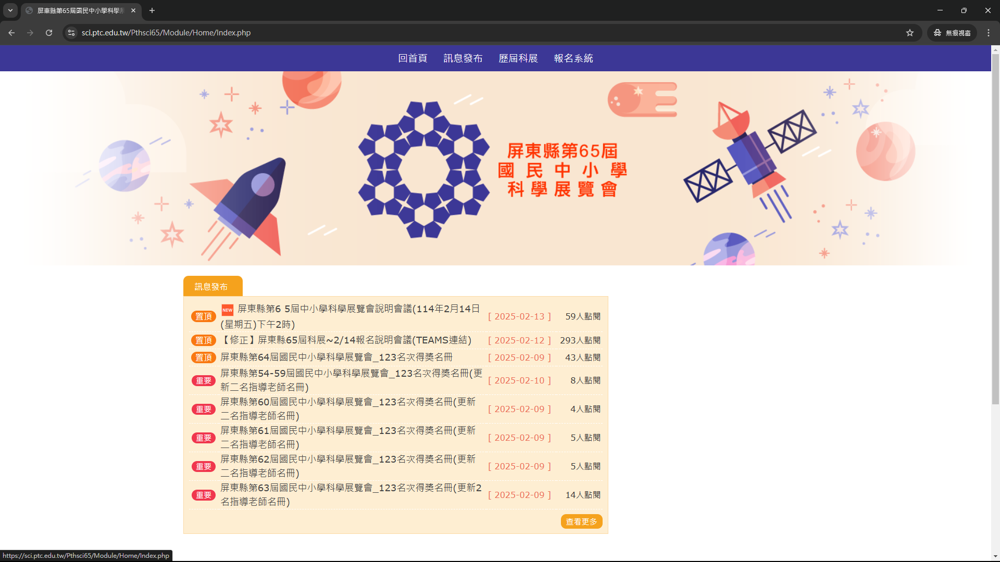 屏東縣第65屆國民中小學科學展
sci.ptc.edu.tw/Pthsci65/Module/Home/Index.php
無痕視窗
回首頁 訊息發布 歷屆科展 報名系統
屏東縣第65屆
國民中小學
科學展覽會
訊息發布
置頂 NEW 屏東縣第6 5屆中小學科學展覽會說明會議(114年2月14日
(星期五)下午2時) [ 2025-02-13 ] 59人點閱
置頂 【修正】屏東縣65屆科展~2/14報名說明會議(TEAMS連結) [ 2025-02-12 ] 293人點閱
置頂 屏東縣第64屆國民中小學科學展覽會_123名次得獎名冊 [ 2025-02-09 ] 43人點閱
重要 屏東縣第54-59屆國民中小學科學展覽會_123名次得獎名冊(更
新二名指導老師名冊) [ 2025-02-10 ] 8人點閱
重要 屏東縣第60屆國民中小學科學展覽會_123名次得獎名冊(更新
二名指導老師名冊) [ 2025-02-09 ] 4人點閱
重要 屏東縣第61屆國民中小學科學展覽會_123名次得獎名冊(更新
二名指導老師名冊) [ 2025-02-09 ] 5人點閱
重要 屏東縣第62屆國民中小學科學展覽會_123名次得獎名冊(更新
二名指導老師名冊) [ 2025-02-09 ] 5人點閱
重要 屏東縣第63屆國民中小學科學展覽會_123名次得獎名冊(更新2
名指導老師名冊) [ 2025-02-09 ] 14人點閱
查看更多
https://sci.ptc.edu.tw/Pthsci65/Module/Home/Index.php